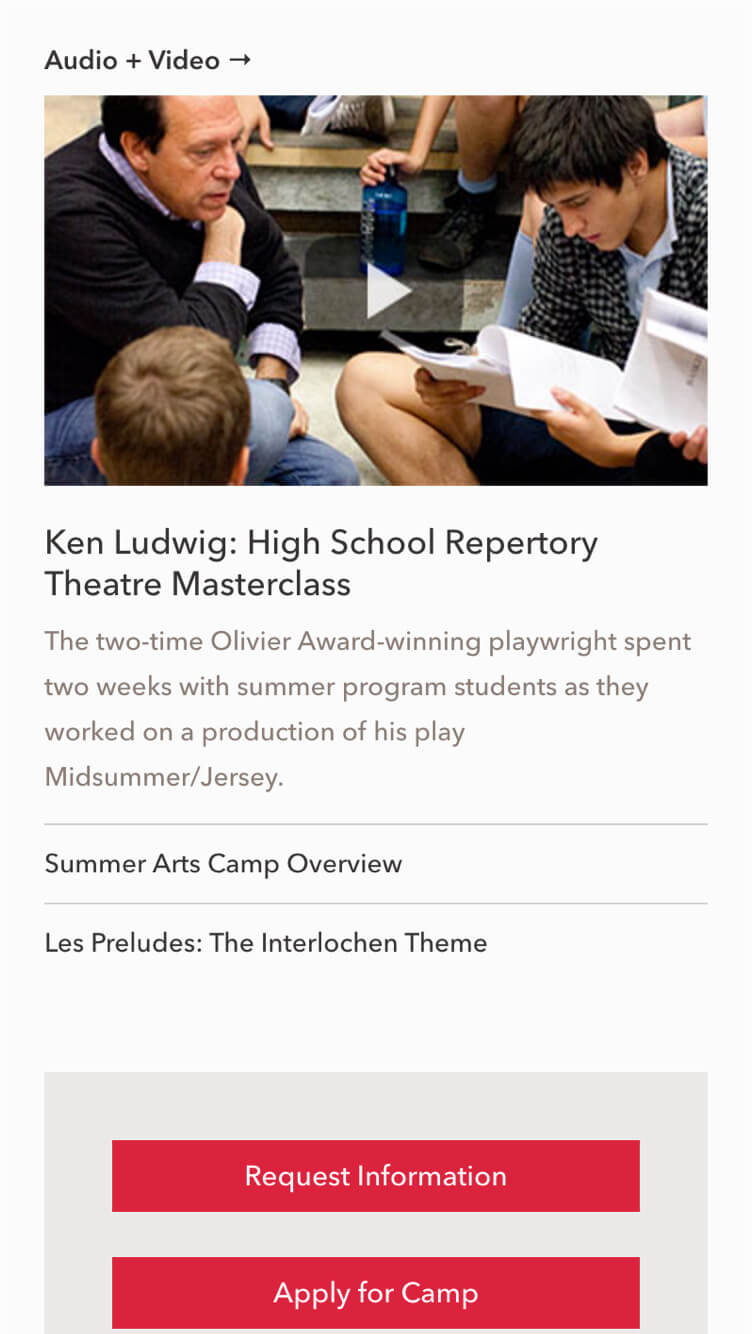 Audio + Video →
Ken Ludwig: High School Repertory
Theatre Masterclass
The two-time Olivier Award-winning playwright spent
two weeks with summer program students as they
worked on a production of his play
Midsummer/Jersey.
Summer Arts Camp Overview
Les Preludes: The Interlochen Theme
Request Information
Apply for Camp